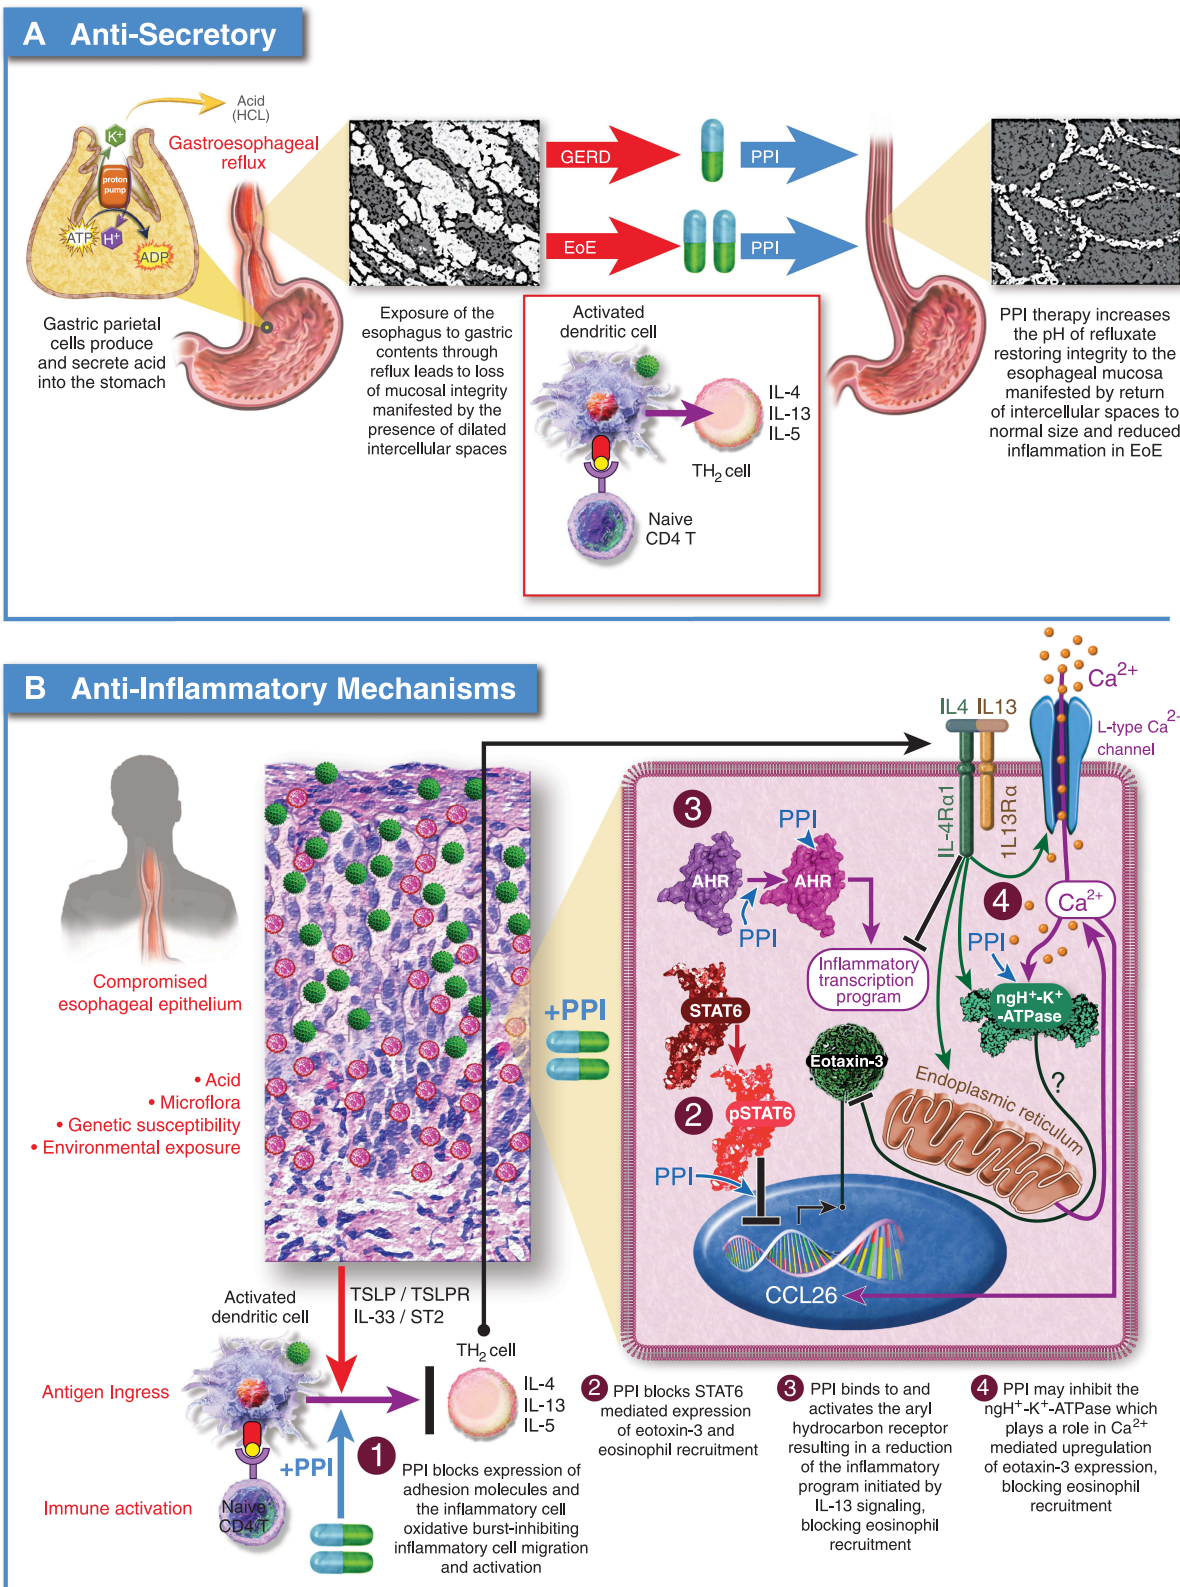 A Anti-Secretory
Acid
(HCL)
K+
Gastroesophageal
reflux
proton
pump
ATP
H+
ADP
Gastric parietal
cells produce
and secrete acid
into the stomach
Exposure of the
esophagus to gastric
contents through
reflux leads to loss
of mucosal integrity
manifested by the
presence of dilated
intercellular spaces
GERD
PPI
EoE
PPI
Activated
dendritic cell
IL-4
IL-13
IL-5
TH2 cell
Naive
CD4 T
PPI therapy increases
the pH of refluxate
restoring integrity to the
esophageal mucosa
manifested by return
of intercellular spaces to
normal size and reduced
inflammation in EoE
B Anti-Inflammatory Mechanisms
Compromised
esophageal epithelium
• Acid
• Microflora
• Genetic susceptibility
• Environmental exposure
+PPI
Ca2+
IL4 IL13
L-type Ca2-
channel
IL-4Rα1
1L13Rα
3
PPI
AHR
AHR
PPI
4
Ca2+
PPI
Inflammatory
transcription
program
ngH+-K+
-ATPase
STAT6
Eotaxin-3
?
Endoplasmic reticulum
2
pSTAT6
PPI
CCL26
TSLP / TSLPR
IL-33 / ST2
Activated
dendritic cell
TH2 cell
IL-4
IL-13
IL-5
Antigen Ingress
+PPI
Immune activation
Naive
CD4 T
1
PPI blocks expression of
adhesion molecules and
the inflammatory cell
oxidative burst-inhibiting
inflammatory cell migration
and activation
2 PPI blocks STAT6
mediated expression
of eotoxin-3 and
eosinophil recruitment
3 PPI binds to and
activates the aryl
hydrocarbon receptor
resulting in a reduction
of the inflammatory
program initiated by
IL-13 signaling,
blocking eosinophil
recruitment
4 PPI may inhibit the
ngH+-K+-ATPase which
plays a role in Ca2+
mediated upregulation
of eotaxin-3 expression,
blocking eosinophil
recruitment